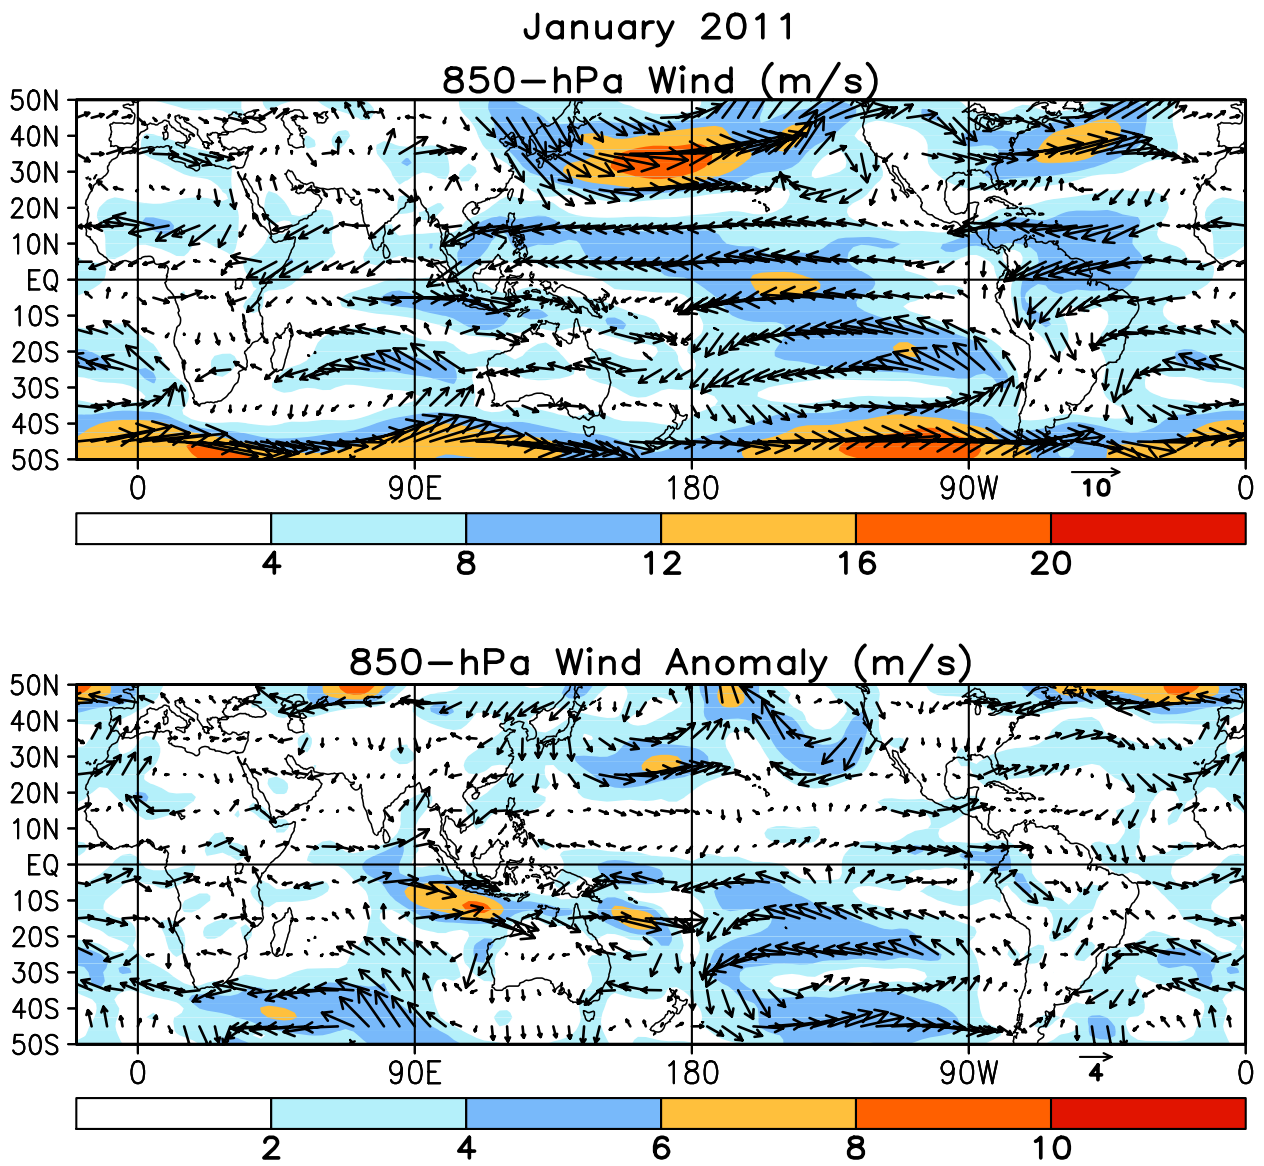 January 2011
850-hPa Wind (m/s)
50N
40N
30N
20N
10N
EQ
10S
20S
30S
40S
50S
0 90E 180 90W 0
10
4 8 12 16 20
850-hPa Wind Anomaly (m/s)
50N
40N
30N
20N
10N
EQ
10S
20S
30S
40S
50S
0 90E 180 90W 0
4
2 4 6 8 10